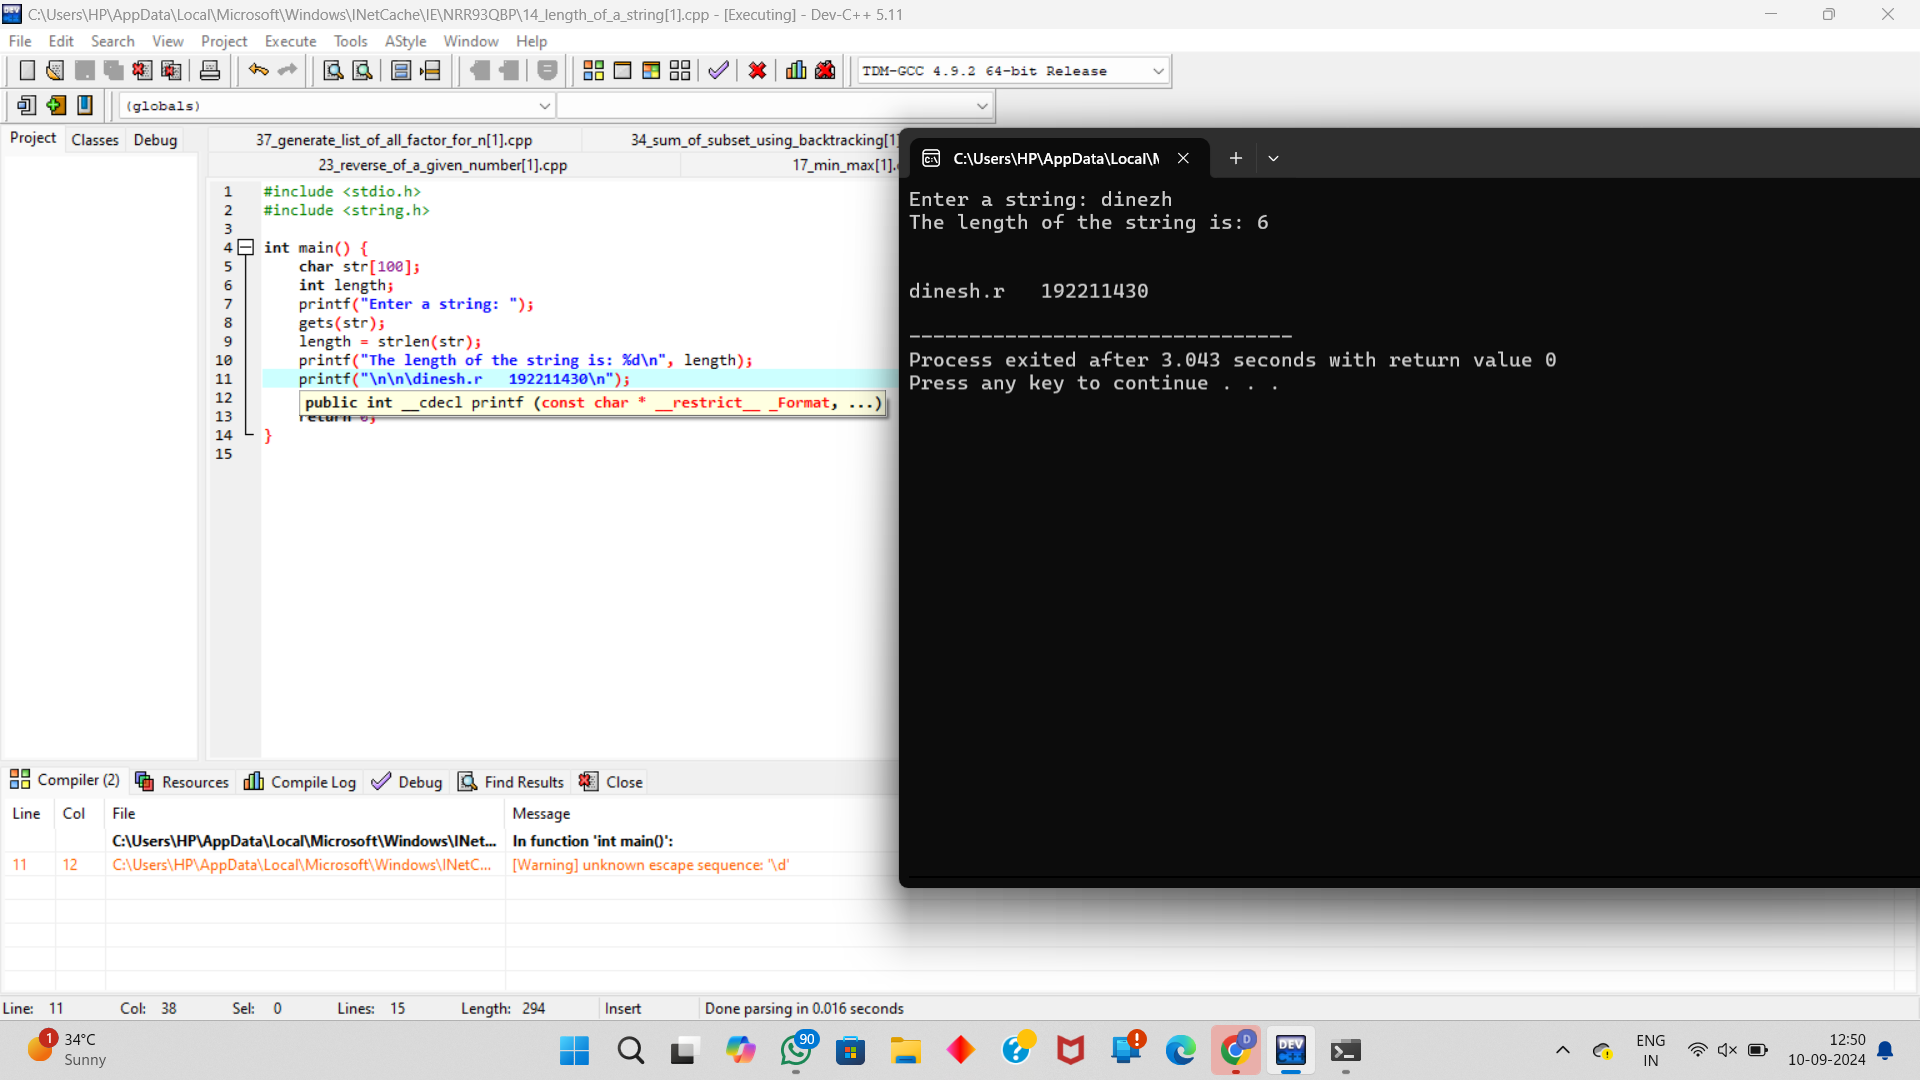 C:\Users\HP\AppData\Local\Microsoft\Windows\INetCache\IE\NRR93QBP\14_length_of_a_string[1].cpp - [Executing] - Dev-C++ 5.11
File Edit Search View Project Execute Tools AStyle Window Help
TDM-GCC 4.9.2 64-bit Release
(globals)
Project Classes Debug
37_generate_list_of_all_factor_for_n[1].cpp 34_sum_of_subset_using_backtracking[1]
23_reverse_of_a_given_number[1].cpp 17_min_max[1].
1 #include <stdio.h>
2 #include <string.h>
3
4 int main() {
5 char str[100];
6 int length;
7 printf("Enter a string: ");
8 gets(str);
9 length = strlen(str);
10 printf("The length of the string is: %d\n", length);
11 printf("\n\n\dinesh.r   192211430\n");
12 public int __cdecl printf (const char * __restrict__ _Format, ...)
13 return 0;
14 }
15
C:\Users\HP\AppData\Local\M
Enter a string: dinezh
The length of the string is: 6
dinesh.r   192211430
--------------------------------
Process exited after 3.043 seconds with return value 0
Press any key to continue . . .
Compiler (2) Resources Compile Log Debug Find Results Close
Line Col File Message
C:\Users\HP\AppData\Local\Microsoft\Windows\INet... In function 'int main()':
11 12 C:\Users\HP\AppData\Local\Microsoft\Windows\INetC... [Warning] unknown escape sequence: '\d'
Line: 11 Col: 38 Sel: 0 Lines: 15 Length: 294 Insert Done parsing in 0.016 seconds
1 34°C
Sunny
90
D
DEV C++
ENG
IN
12:50
10-09-2024